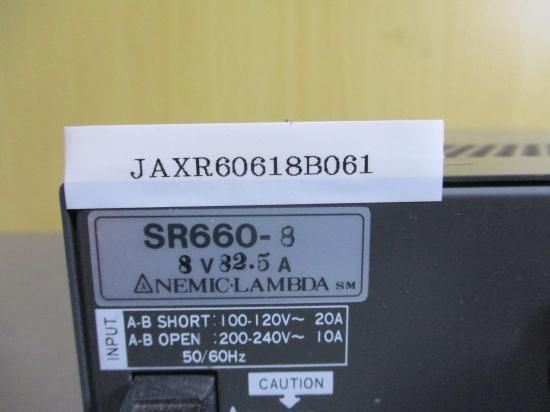 JAXR60618B061
SR660-8
8 V 82.5 A
NEMIC-LAMBDA SM
INPUT
A-B SHORT: 100-120V~ 20A
A-B OPEN: 200-240V~ 10A
50/60Hz
CAUTION